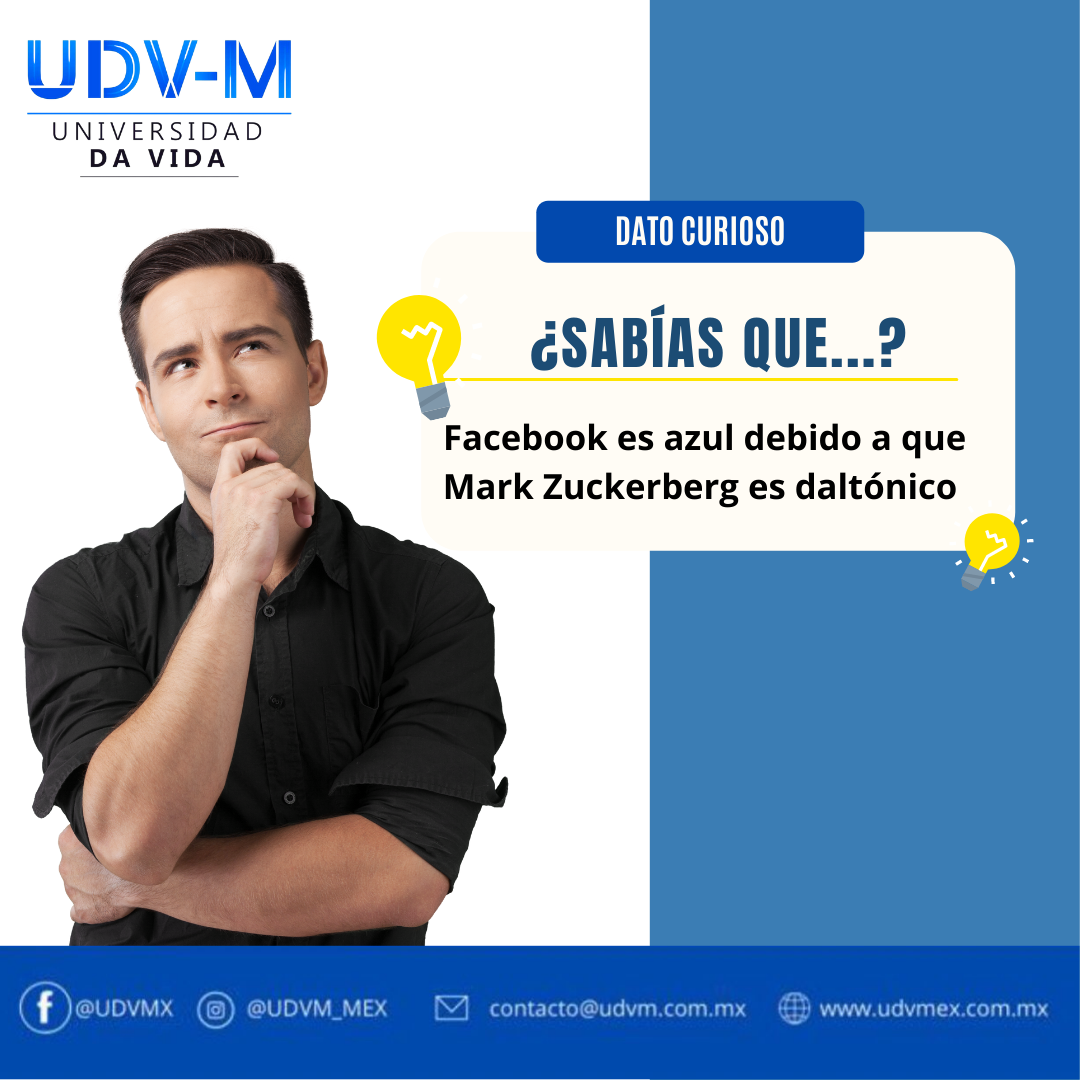 UDV-M
UNIVERSIDAD
DA VIDA
DATO CURIOSO
¿SABÍAS QUE...?
Facebook es azul debido a que
Mark Zuckerberg es daltónico
@UDVMX @UDVM_MEX contacto@udvm.com.mx www.udvmex.com.mx